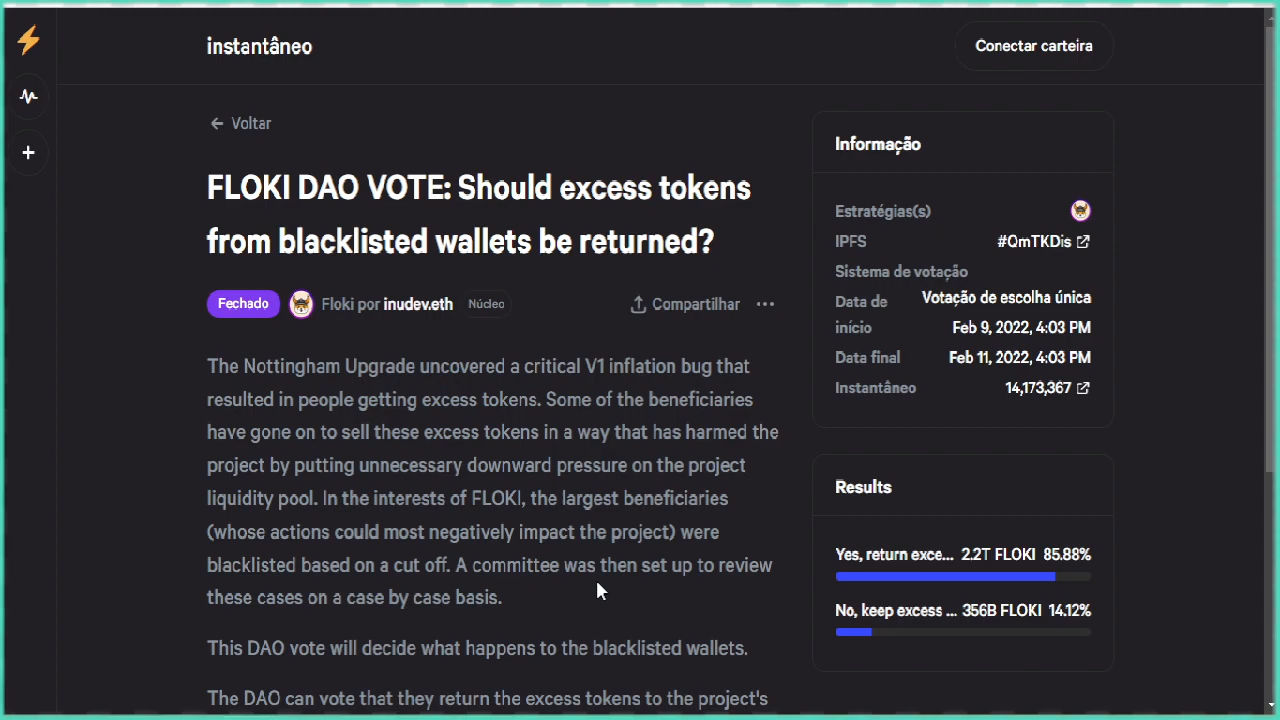 instantâneo
Conectar carteira
Voltar
FLOKI DAO VOTE: Should excess tokens
from blacklisted wallets be returned?
Fechado
Floki por inudev.eth
Núcleo
Compartilhar
The Nottingham Upgrade uncovered a critical V1 inflation bug that
resulted in people getting excess tokens. Some of the beneficiaries
have gone on to sell these excess tokens in a way that has harmed the
project by putting unnecessary downward pressure on the project
liquidity pool. In the interests of FLOKI, the largest beneficiaries
(whose actions could most negatively impact the project) were
blacklisted based on a cut off. A committee was then set up to review
these cases on a case by case basis.
This DAO vote will decide what happens to the blacklisted wallets.
The DAO can vote that they return the excess tokens to the project's
Informação
Estratégias(s)
IPFS #QmTKDis
Sistema de votação
Votação de escolha única
Data de
início Feb 9, 2022, 4:03 PM
Data final Feb 11, 2022, 4:03 PM
Instantâneo 14,173,367
Results
Yes, return exce... 2.2T FLOKI 85.88%
No, keep excess ... 356B FLOKI 14.12%